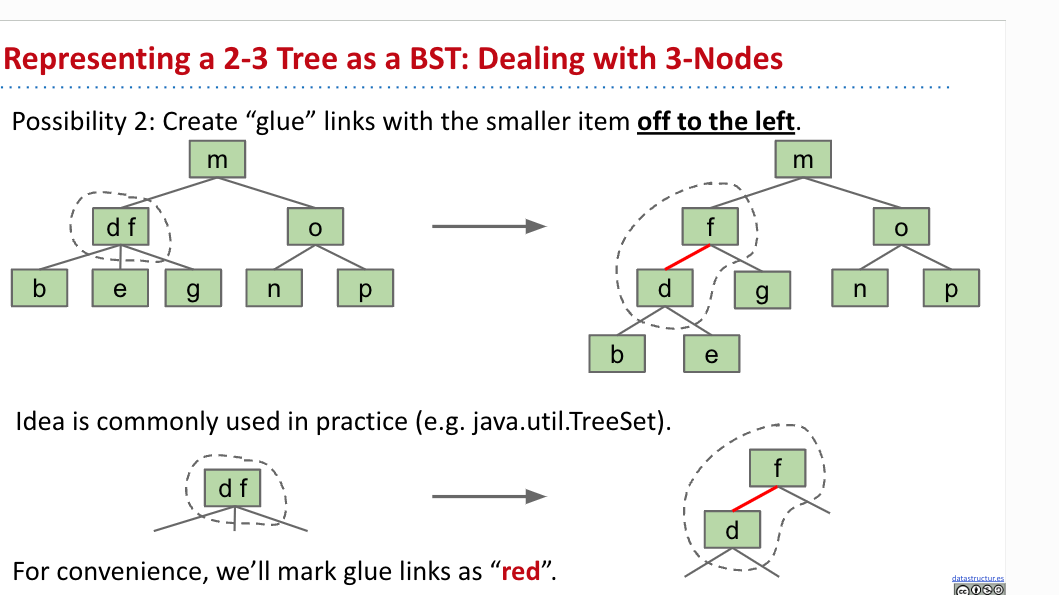 Representing a 2-3 Tree as a BST: Dealing with 3-Nodes
Possibility 2: Create “glue” links with the smaller item off to the left.
m
d f
o
b
e
g
n
p
m
f
o
d
g
n
p
b
e
Idea is commonly used in practice (e.g. java.util.TreeSet).
d f
f
d
For convenience, we’ll mark glue links as “red”.
datastructur.es